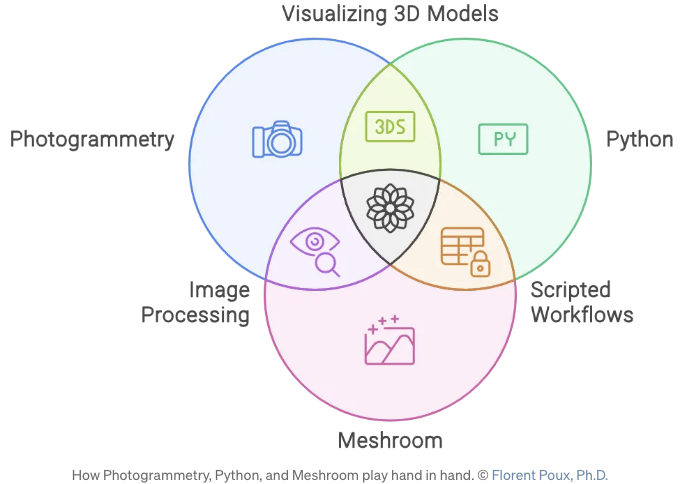 Visualizing 3D Models
3DS
PY
Photogrammetry
Python
Image
Processing
Scripted
Workflows
Meshroom
How Photogrammetry, Python, and Meshroom play hand in hand. © Florent Poux, Ph.D.